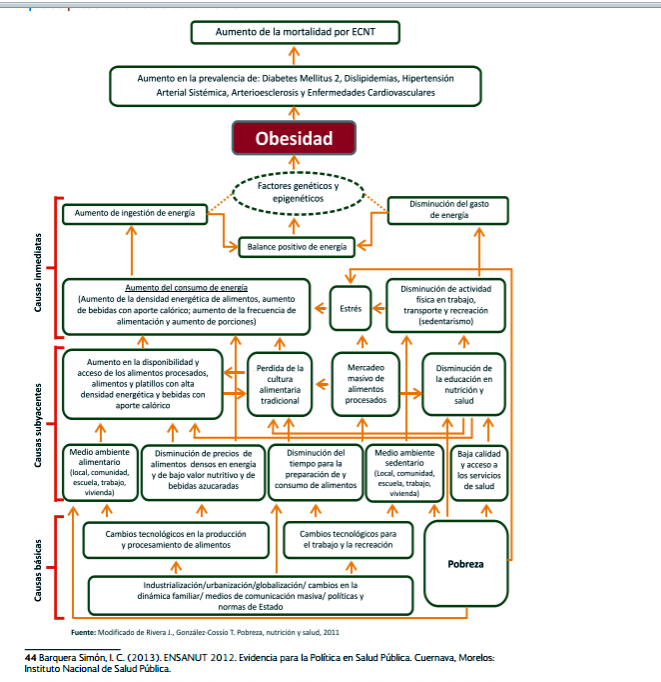 Aumento de la mortalidad por ECNT
Aumento en la prevalencia de: Diabetes Mellitus 2, Dislipidemias, Hipertensión
Arterial Sistémica, Arterioesclerosis y Enfermedades Cardiovasculares
Obesidad
Factores genéticos y
epigenéticos
Aumento de ingestión de energía
Disminución del gasto
de energía
Balance positivo de energía
Causas inmediatas
Aumento del consumo de energía
(Aumento de la densidad energética de alimentos, aumento
de bebidas con aporte calórico; aumento de la frecuencia de
alimentación y aumento de porciones)
Estrés
Disminución de actividad
física en trabajo,
transporte y recreación
(sedentarismo)
Causas subyacentes
Aumento en la disponibilidad y
acceso de los alimentos procesados,
alimentos y platillos con alta
densidad energética y bebidas con
aporte calórico
Perdida de la
cultura
alimentaria
tradicional
Mercadeo
masivo de
alimentos
procesados
Disminución de
la educación en
nutrición y
salud
Medio ambiente
alimentario
(local, comunidad,
escuela, trabajo,
vivienda)
Disminución de precios de
alimentos densos en energía
y de bajo valor nutritivo y de
bebidas azucaradas
Disminución del
tiempo para la
preparación de y
consumo de alimentos
Medio ambiente
sedentario
(Local, comunidad,
escuela, trabajo,
vivienda)
Baja calidad
y acceso a
los servicios
de salud
Causas básicas
Cambios tecnológicos en la producción
y procesamiento de alimentos
Cambios tecnológicos para
el trabajo y la recreación
Pobreza
Industrialización/urbanización/globalización/ cambios en la
dinámica familiar/ medios de comunicación masiva/ políticas y
normas de Estado
Fuente: Modificado de Rivera J., González-Cossio T. Pobreza, nutrición y salud, 2011
44 Barquera Simón, I. C. (2013). ENSANUT 2012. Evidencia para la Política en Salud Pública. Cuernava, Morelos:
Instituto Nacional de Salud Pública.